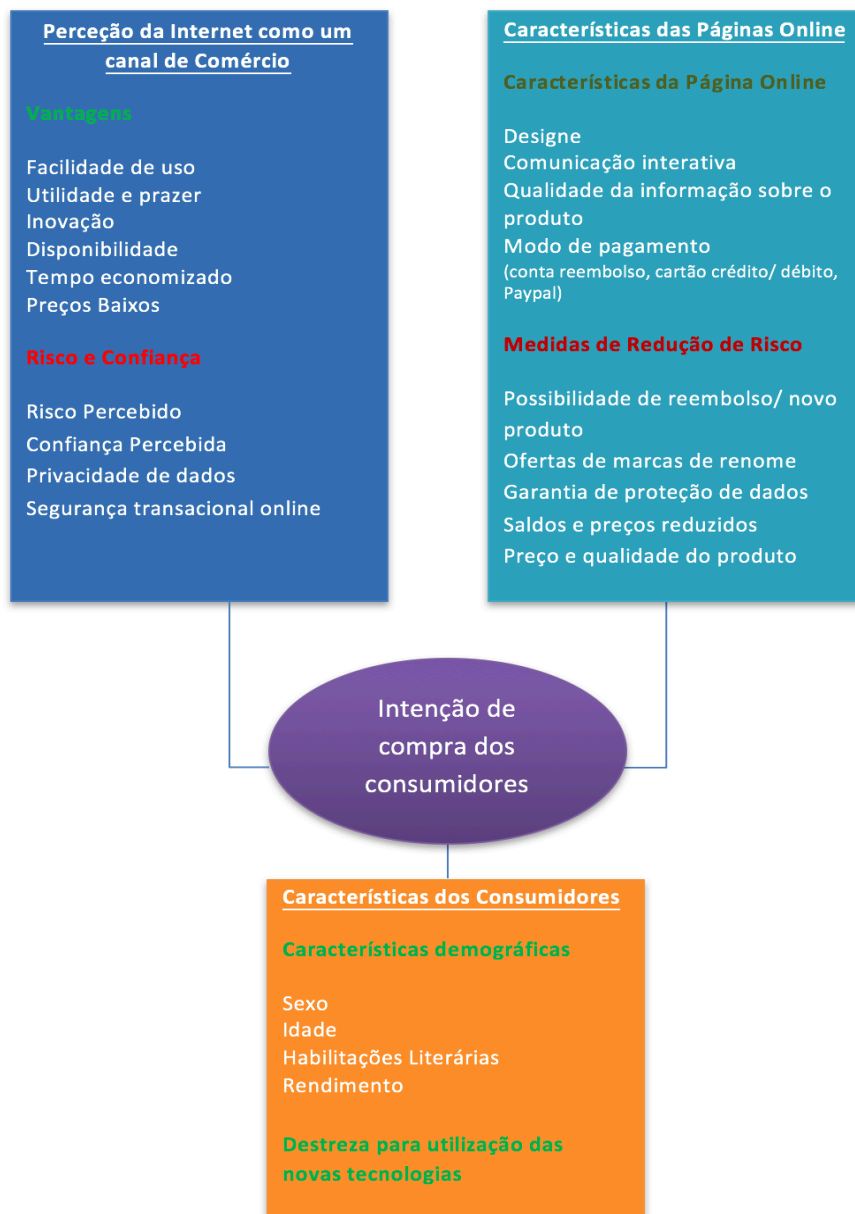 Perceção da Internet como um
canal de Comércio
Vantagens
Facilidade de uso
Utilidade e prazer
Inovação
Disponibilidade
Tempo economizado
Preços Baixos
Risco e Confiança
Risco Percebido
Confiança Percebida
Privacidade de dados
Segurança transacional online
Características das Páginas Online
Características da Página Online
Designe
Comunicação interativa
Qualidade da informação sobre o
produto
Modo de pagamento
(conta reembolso, cartão crédito/ débito,
Paypal)
Medidas de Redução de Risco
Possibilidade de reembolso/ novo
produto
Ofertas de marcas de renome
Garantia de proteção de dados
Saldos e preços reduzidos
Preço e qualidade do produto
Intenção de
compra dos
consumidores
Características dos Consumidores
Características demográficas
Sexo
Idade
Habilitações Literárias
Rendimento
Destreza para utilização das
novas tecnologias